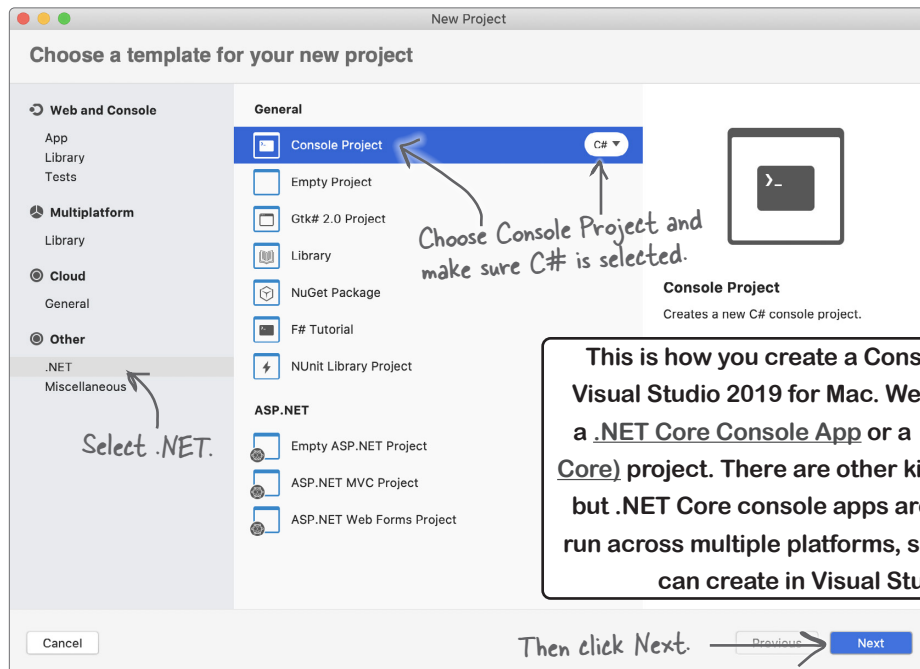 New Project
Choose a template for your new project
Web and Console
App
Library
Tests
Multiplatform
Library
Cloud
General
Other
.NET
Miscellaneous
Select .NET.
General
Console Project
C#
Empty Project
Gtk# 2.0 Project
Library
NuGet Package
F# Tutorial
NUnit Library Project
Choose Console Project and
make sure C# is selected.
ASP.NET
Empty ASP.NET Project
ASP.NET MVC Project
ASP.NET Web Forms Project
Console Project
Creates a new C# console project.
This is how you create a Cons
Visual Studio 2019 for Mac. We
a .NET Core Console App or a
Core) project. There are other ki
but .NET Core console apps ar
run across multiple platforms, s
can create in Visual Stu
Cancel
Then click Next.
Previous
Next